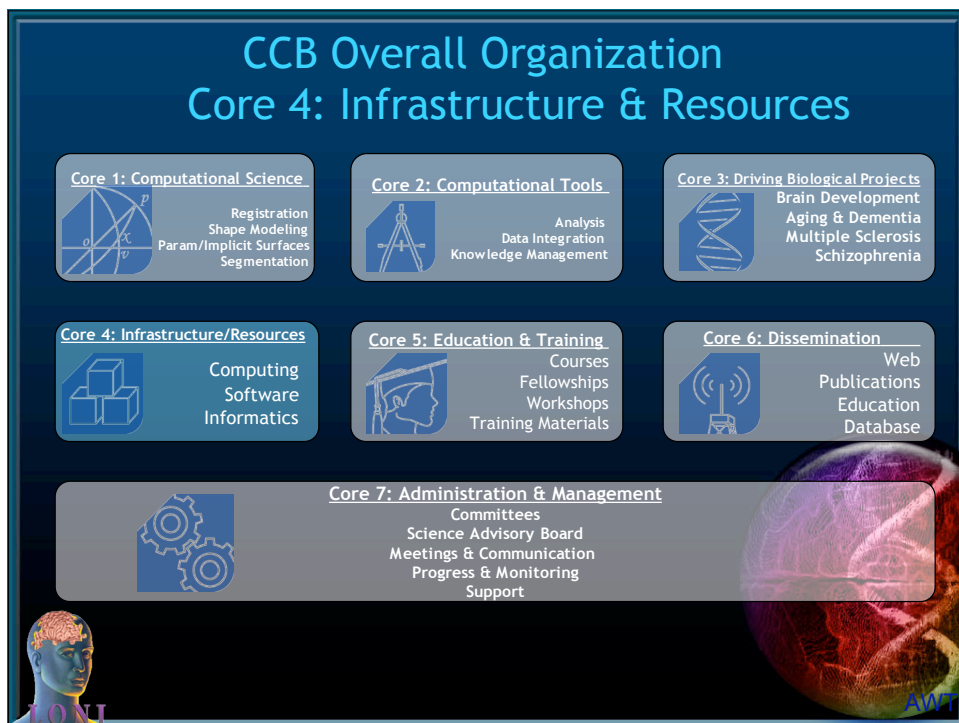 CCB Overall Organization
Core 4: Infrastructure & Resources
Core 1: Computational Science
p
o
x
v
Registration
Shape Modeling
Param/Implicit Surfaces
Segmentation
Core 2: Computational Tools
Analysis
Data Integration
Knowledge Management
Core 3: Driving Biological Projects
Brain Development
Aging & Dementia
Multiple Sclerosis
Schizophrenia
Core 4: Infrastructure/Resources
Computing
Software
Informatics
Core 5: Education & Training
Courses
Fellowships
Workshops
Training Materials
Core 6: Dissemination
Web
Publications
Education
Database
Core 7: Administration & Management
Committees
Science Advisory Board
Meetings & Communication
Progress & Monitoring
Support
LONI
AWT